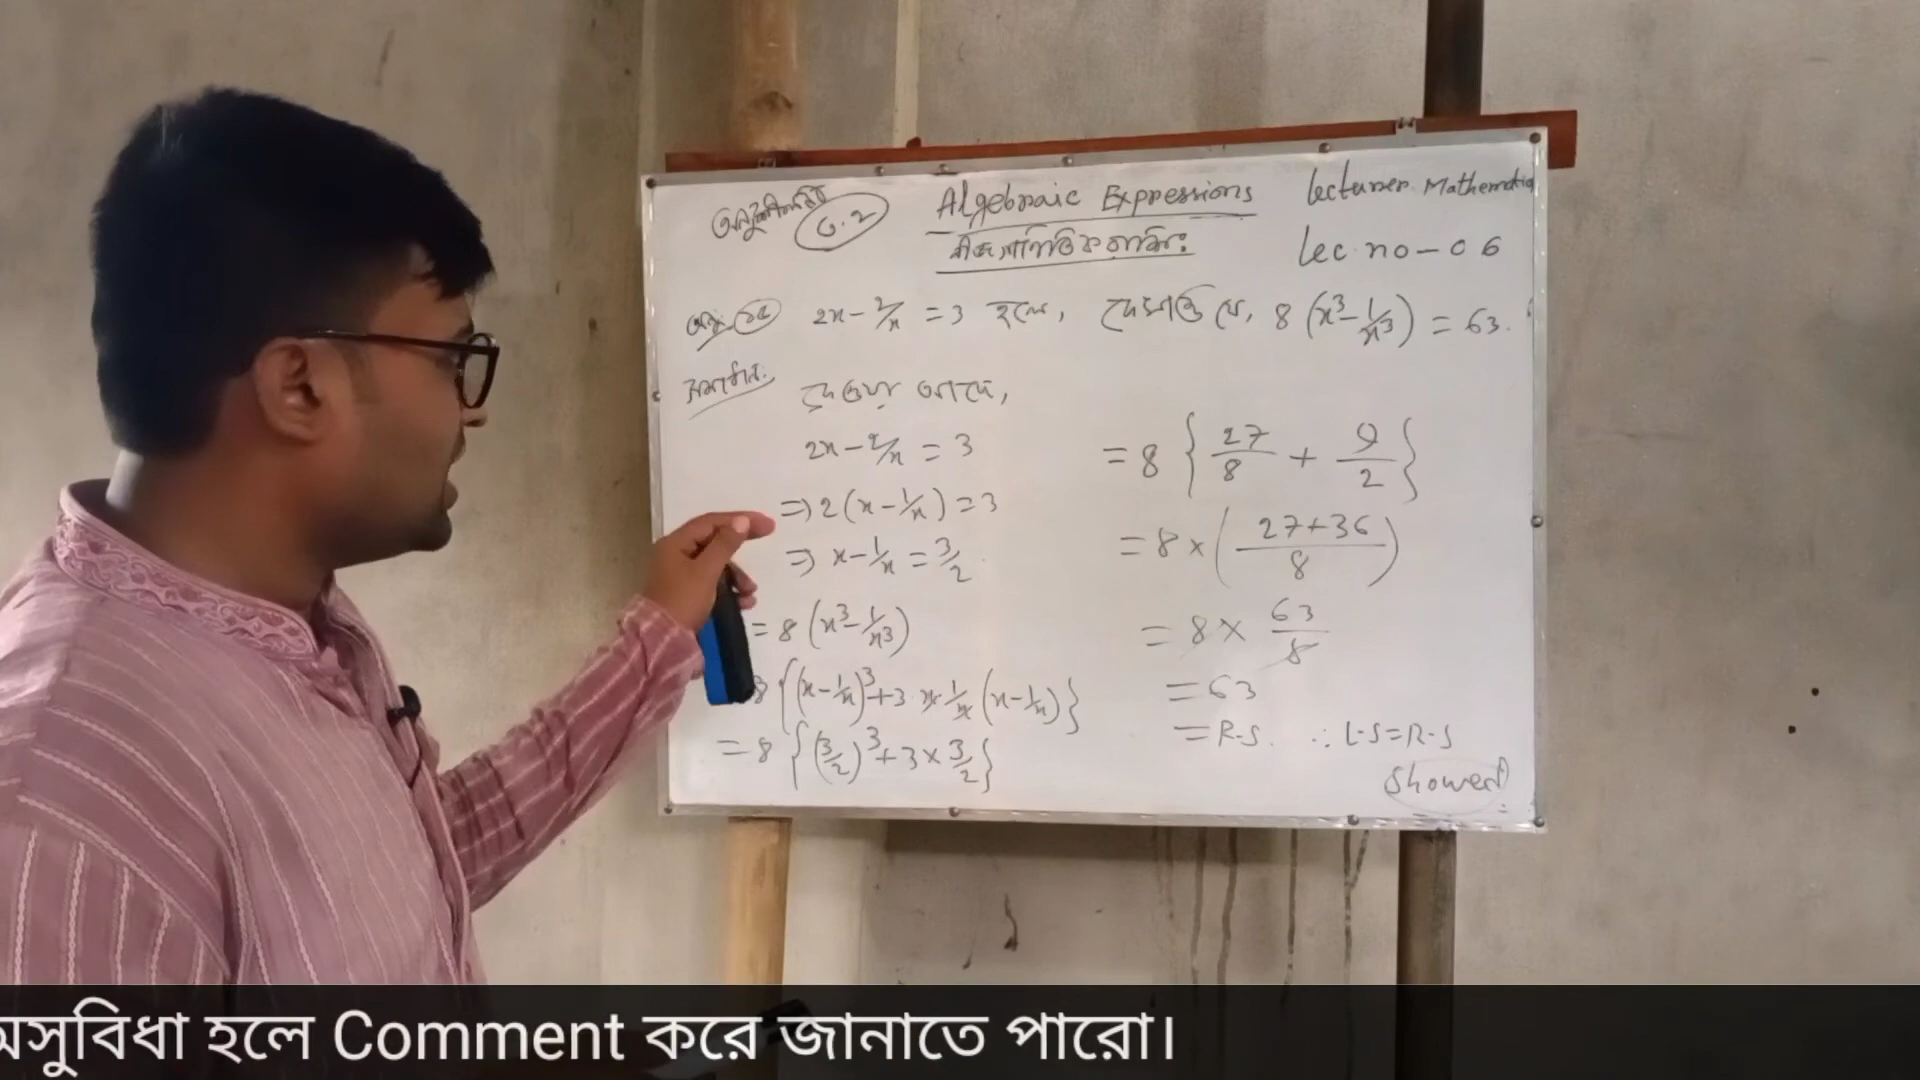 অনুশীলনী ৩.২
Algebraic Expressions
বীজগাণিতিক রাশিঃ
Lecturer Mathematics
Lec no-06
2x-2/x = 3 হলে, দেখাও যে, 8 (x³-1/x³) = 63.
সমাধান:
দেওয়া আছে,
2x-2/x = 3
⇒ 2(x-1/x) = 3
⇒ x-1/x = 3/2
= 8 (x³-1/x³)
8 {(x-1/x)³+3·x·1/x (x-1/x)}
= 8 {(3/2)³+3×3/2}
= 8 {27/8 + 9/2}
= 8 × (27+36/8)
= 8 × 63/8
= 63
= R-S. ∴ L-S=R-S
Showed
অসুবিধা হলে Comment করে জানাতে পারো।